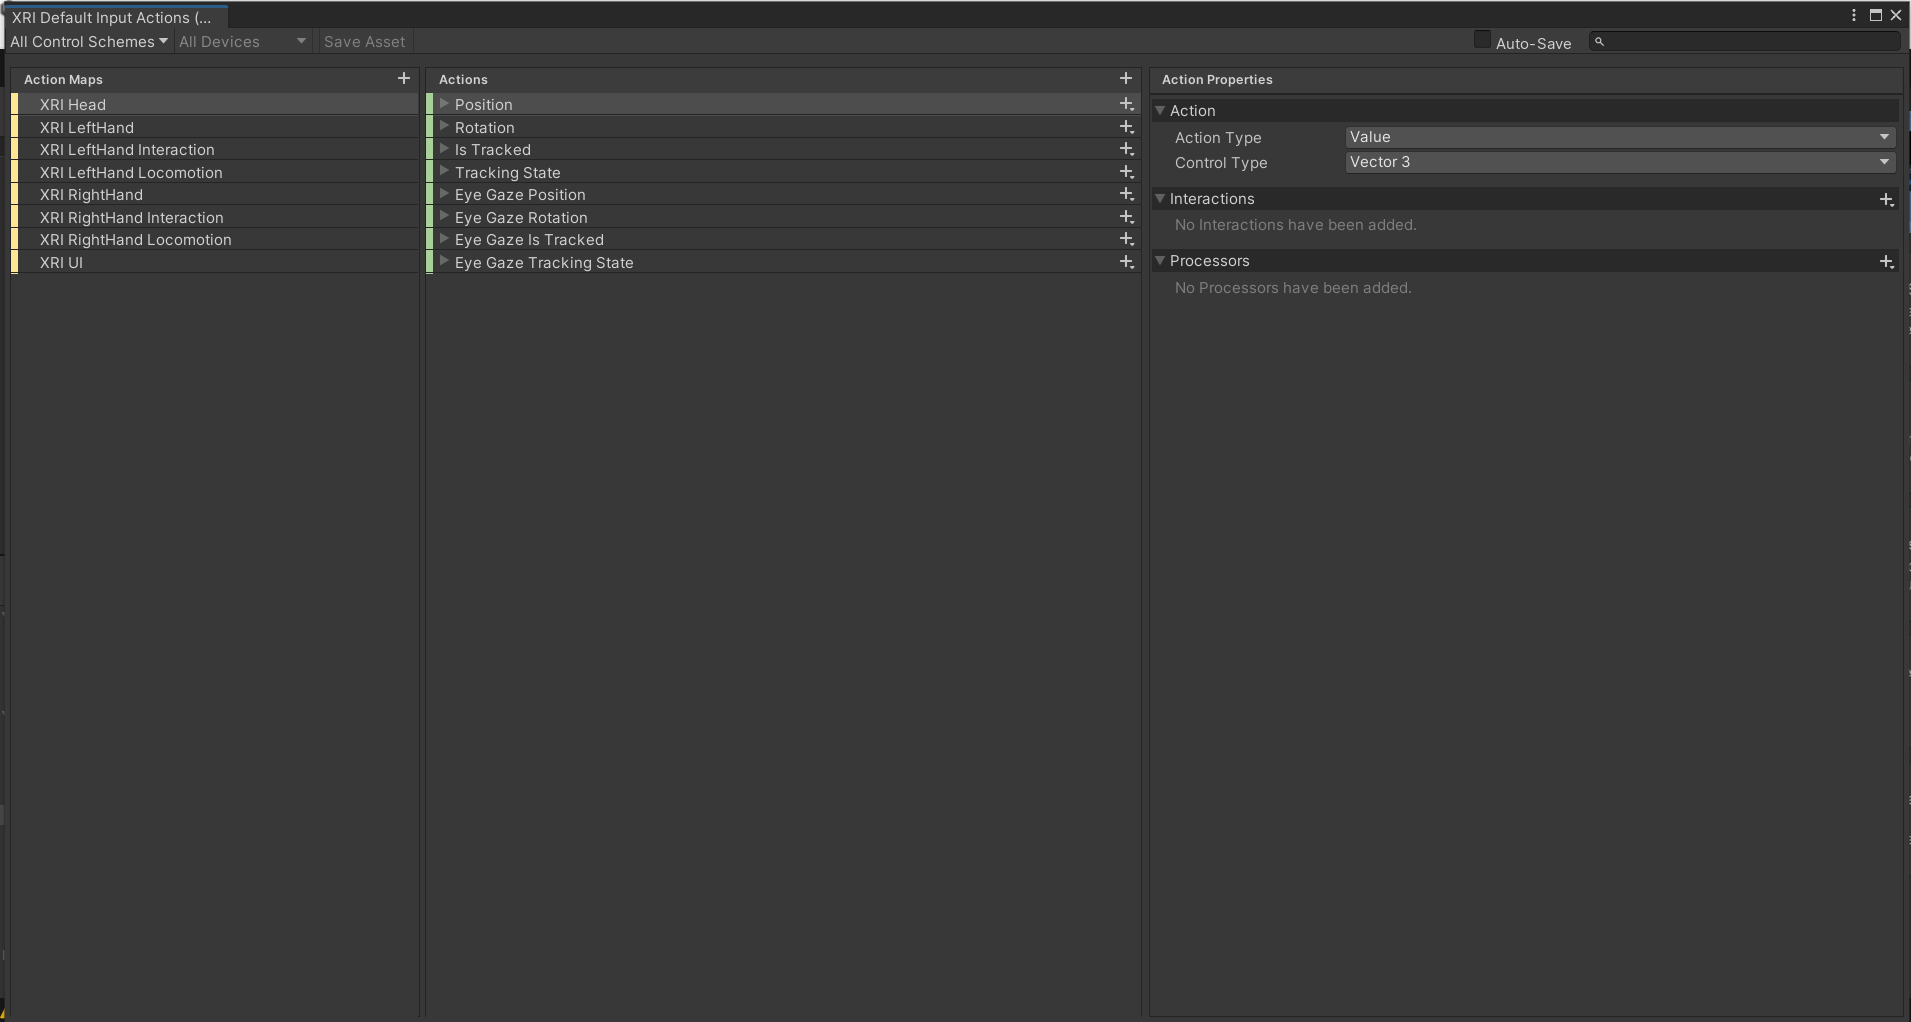 XRI Default Input Actions (...
All Control Schemes All Devices Save Asset Auto-Save
Action Maps
XRI Head
XRI LeftHand
XRI LeftHand Interaction
XRI LeftHand Locomotion
XRI RightHand
XRI RightHand Interaction
XRI RightHand Locomotion
XRI UI
Actions
Position
Rotation
Is Tracked
Tracking State
Eye Gaze Position
Eye Gaze Rotation
Eye Gaze Is Tracked
Eye Gaze Tracking State
Action Properties
Action
Action Type Value
Control Type Vector 3
Interactions
No Interactions have been added.
Processors
No Processors have been added.